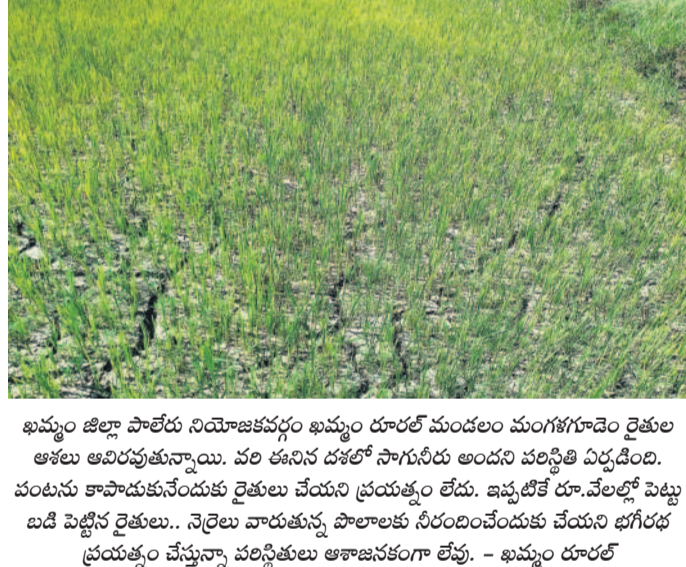 ఖమ్మం జిల్లా పాలేరు నియోజకవర్గం ఖమ్మం రూరల్ మండలం మంగళగూడెం రైతుల
ఆశలు ఆవిరవుతున్నాయి. వరి ఈనిన దశలో సాగునీరు అందని పరిస్థితి ఏర్పడింది.
పంటను కాపాడుకునేందుకు రైతులు చేయని ప్రయత్నం లేదు. ఇప్పటికే రూ.వేలల్లో పెట్టు
బడి పెట్టిన రైతులు.. నెర్రెలు వారుతున్న పొలాలకు నీరందించేందుకు చేయని భగీరథ
ప్రయత్నం చేస్తున్నా పరిస్థితులు ఆశాజనకంగా లేవు. – ఖమ్మం రూరల్